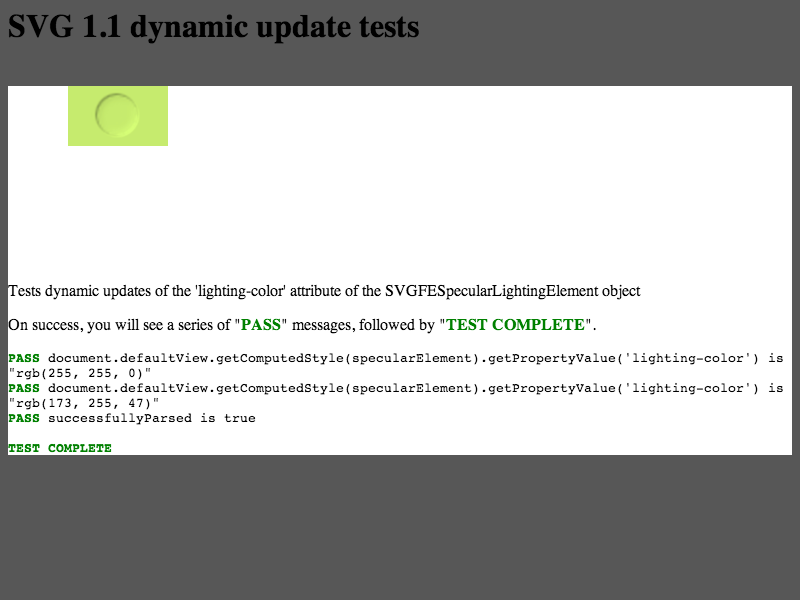 SVG 1.1 dynamic update tests
Tests dynamic updates of the 'lighting-color' attribute of the SVGFESpecularLightingElement object
On success, you will see a series of "PASS" messages, followed by "TEST COMPLETE".
PASS document.defaultView.getComputedStyle(specularElement).getPropertyValue('lighting-color') is
"rgb(255, 255, 0)"
PASS document.defaultView.getComputedStyle(specularElement).getPropertyValue('lighting-color') is
"rgb(173, 255, 47)"
PASS successfullyParsed is true
TEST COMPLETE